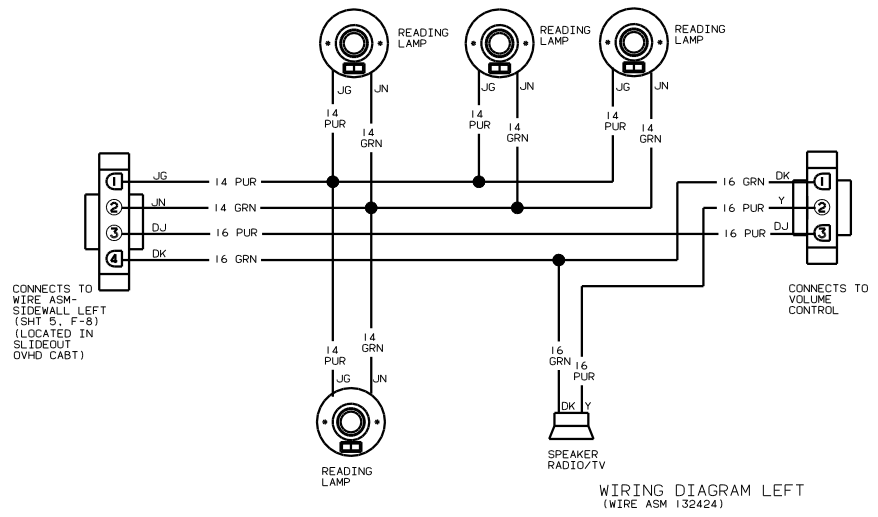 READING
LAMP
READING
LAMP
READING
LAMP
JG
JN
JG
JN
JG
JN
14
PUR
14
GRN
14
PUR
14
GRN
14
PUR
14
GRN
1
JG
14 PUR
16 GRN
DK
1
2
JN
14 GRN
16 PUR
Y
2
3
DJ
16 PUR
16 PUR
DJ
3
4
DK
16 GRN
CONNECTS TO
WIRE ASM-
SIDEWALL LEFT
(SHT 5, F-8)
(LOCATED IN
SLIDEOUT
OVHD CABT)
CONNECTS TO
VOLUME
CONTROL
14
PUR
14
GRN
16
GRN
16
PUR
JG
JN
DK
Y
READING
LAMP
SPEAKER
RADIO/TV
WIRING DIAGRAM LEFT
(WIRE ASM 132424)